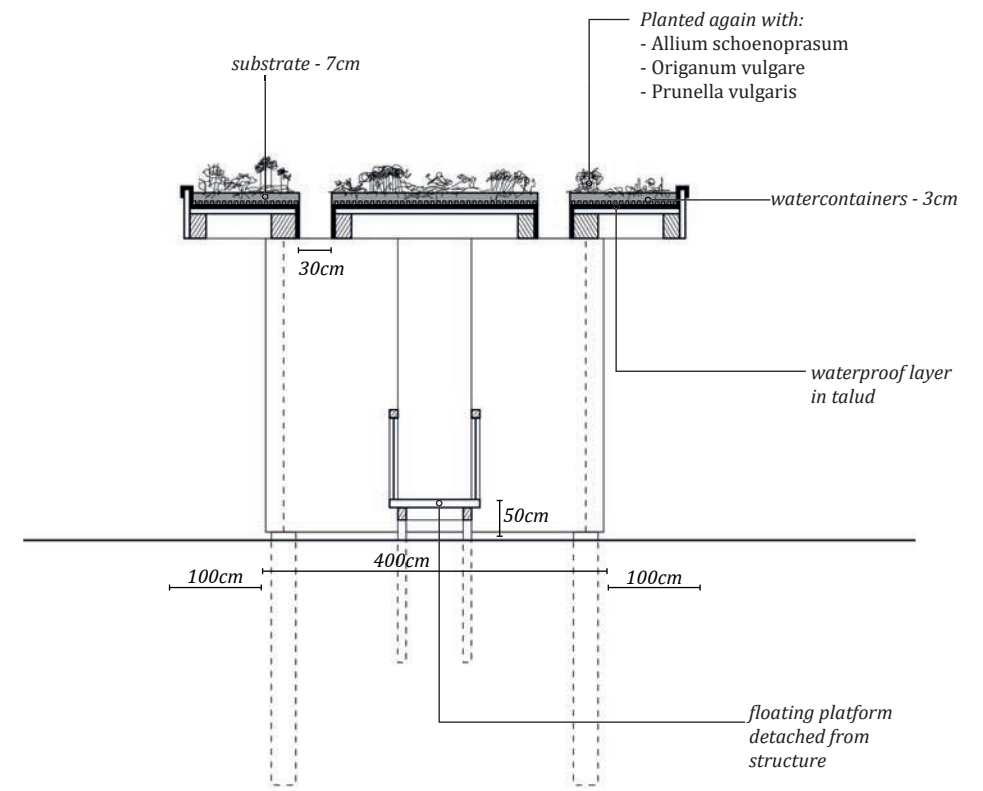 Planted again with:
- Allium schoenoprasum
- Origanum vulgare
- Prunella vulgaris
substrate - 7cm
watercontainers - 3cm
30cm
waterproof layer
in talud
50cm
400cm
100cm
100cm
floating platform
detached from
structure